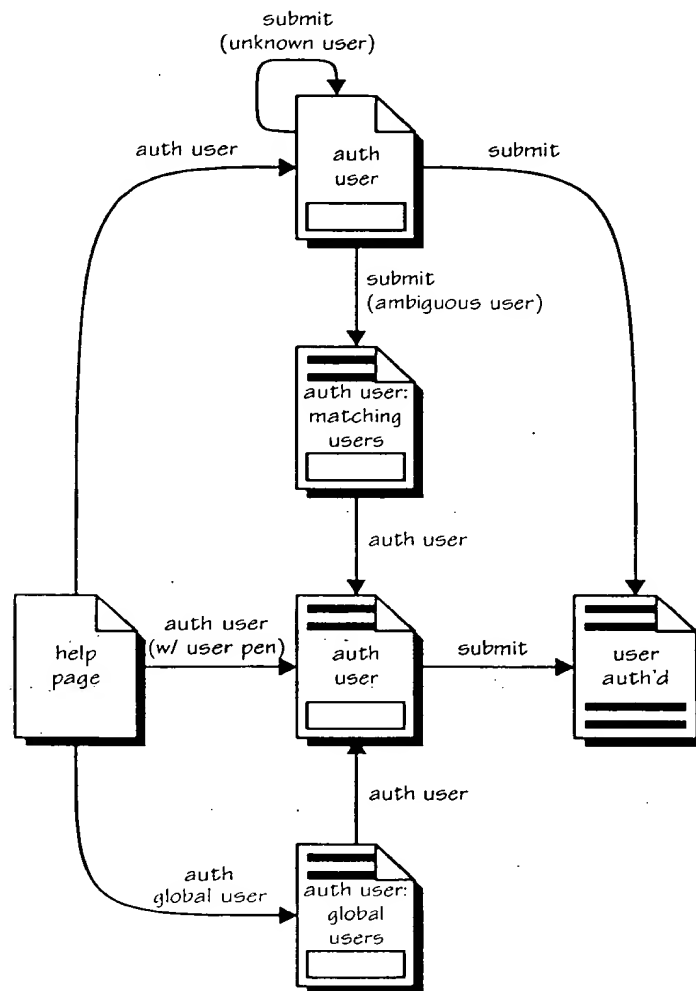 submit
(unknown user)
auth user
auth
user
submit
submit
(ambiguous user)
auth user:
matching
users
auth user
help
page
auth user
(w/ user pen)
auth
user
submit
user
auth'd
auth user
auth
global user
auth user:
global
users